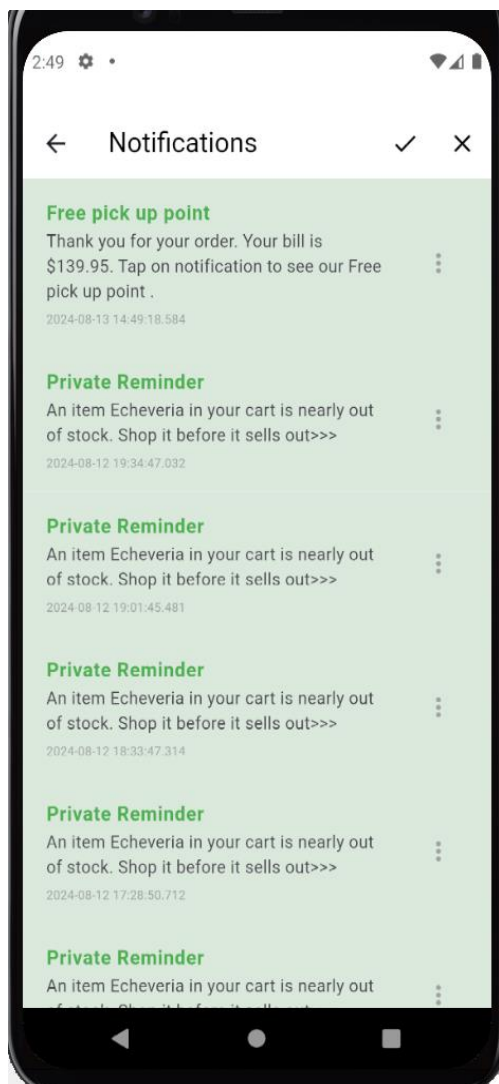 2:49
Notifications
Free pick up point
Thank you for your order. Your bill is
$139.95. Tap on notification to see our Free
pick up point .
2024-08-13 14:49:18.584
Private Reminder
An item Echeveria in your cart is nearly out
of stock. Shop it before it sells out>>>
2024-08-12 19:34:47.032
Private Reminder
An item Echeveria in your cart is nearly out
of stock. Shop it before it sells out>>>
2024-08-12 19:01:45.481
Private Reminder
An item Echeveria in your cart is nearly out
of stock. Shop it before it sells out>>>
2024-08-12 18:33:47.314
Private Reminder
An item Echeveria in your cart is nearly out
of stock. Shop it before it sells out>>>
2024-08-12 17:28:50.712
Private Reminder
An item Echeveria in your cart is nearly out